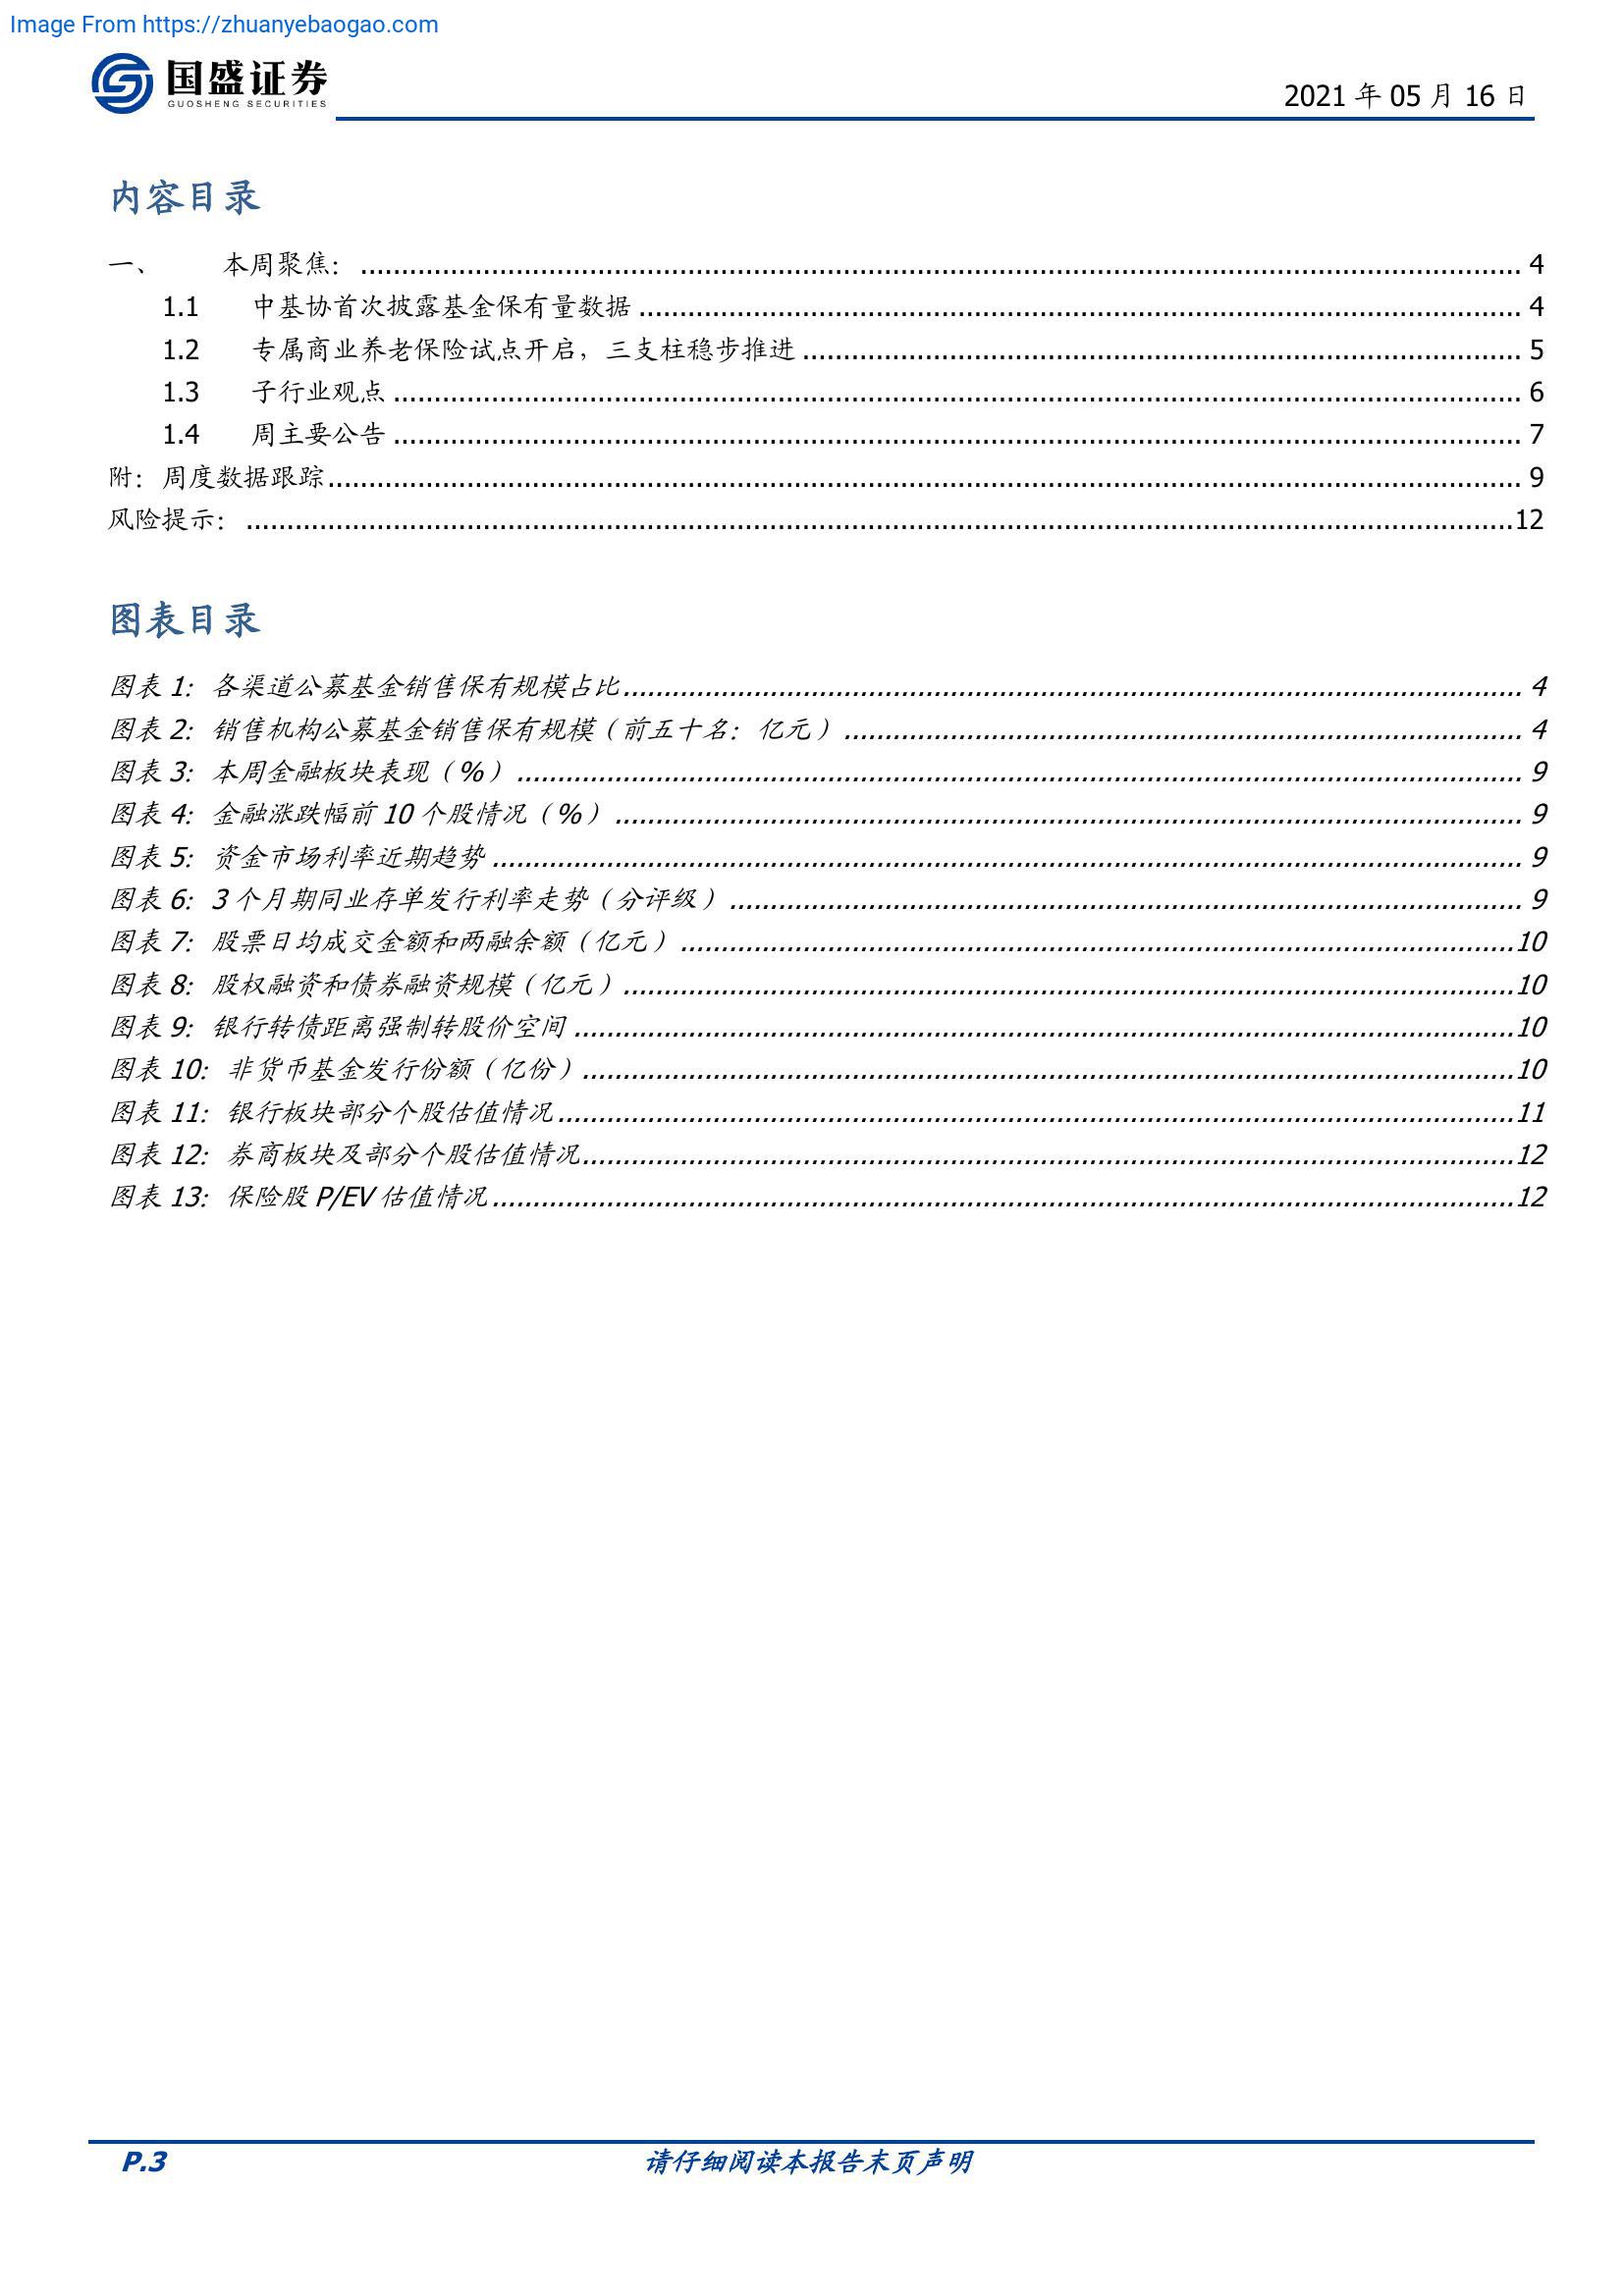 Image From https://zhuanyebaogao.com
国盛证券
GUOSHENG SECURITIES
2021 年 05 月 16 日
内容目录
一、 本周聚焦： ........................................ 4
1.1 中基协首次披露基金保有量数据 ........................................ 4
1.2 专属商业养老保险试点开启，三支柱稳步推进 ........................................ 5
1.3 子行业观点 ........................................ 6
1.4 周主要公告 ........................................ 7
附：周度数据跟踪 ........................................ 9
风险提示： ........................................ 12
图表目录
图表 1：各渠道公募基金销售保有规模占比 ........................................ 4
图表 2：销售机构公募基金销售保有规模（前五十名：亿元） ........................................ 4
图表 3：本周金融板块表现（%） ........................................ 9
图表 4：金融涨跌幅前 10 个股情况（%） ........................................ 9
图表 5：资金市场利率近期趋势 ........................................ 9
图表 6：3 个月期同业存单发行利率走势（分评级） ........................................ 9
图表 7：股票日均成交金额和两融余额（亿元） ........................................ 10
图表 8：股权融资和债券融资规模（亿元） ........................................ 10
图表 9：银行转债距离强制转股价空间 ........................................ 10
图表 10：非货币基金发行份额（亿份） ........................................ 10
图表 11：银行板块部分个股估值情况 ........................................ 11
图表 12：券商板块及部分个股估值情况 ........................................ 12
图表 13：保险股 P/EV 估值情况 ........................................ 12
P.3 请仔细阅读本报告末页声明